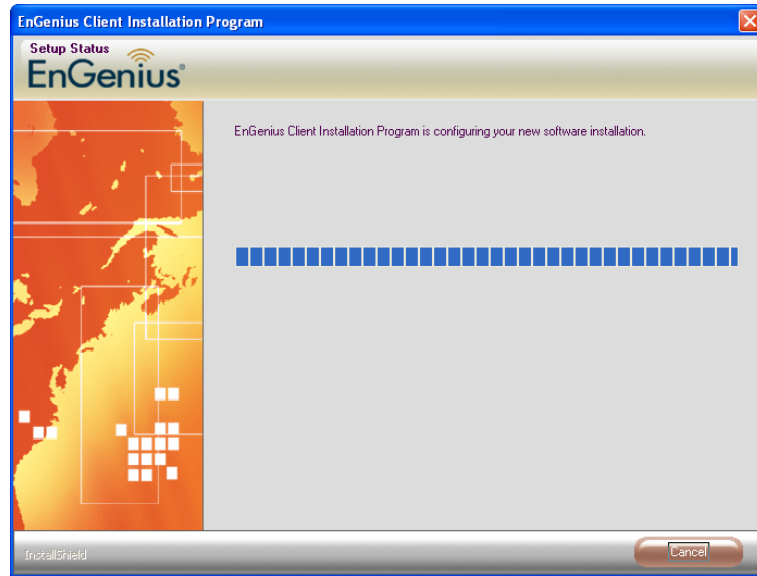 EnGenius Client Installation Program
Setup Status
EnGenius®
EnGenius Client Installation Program is configuring your new software installation.
InstallShield
Cancel